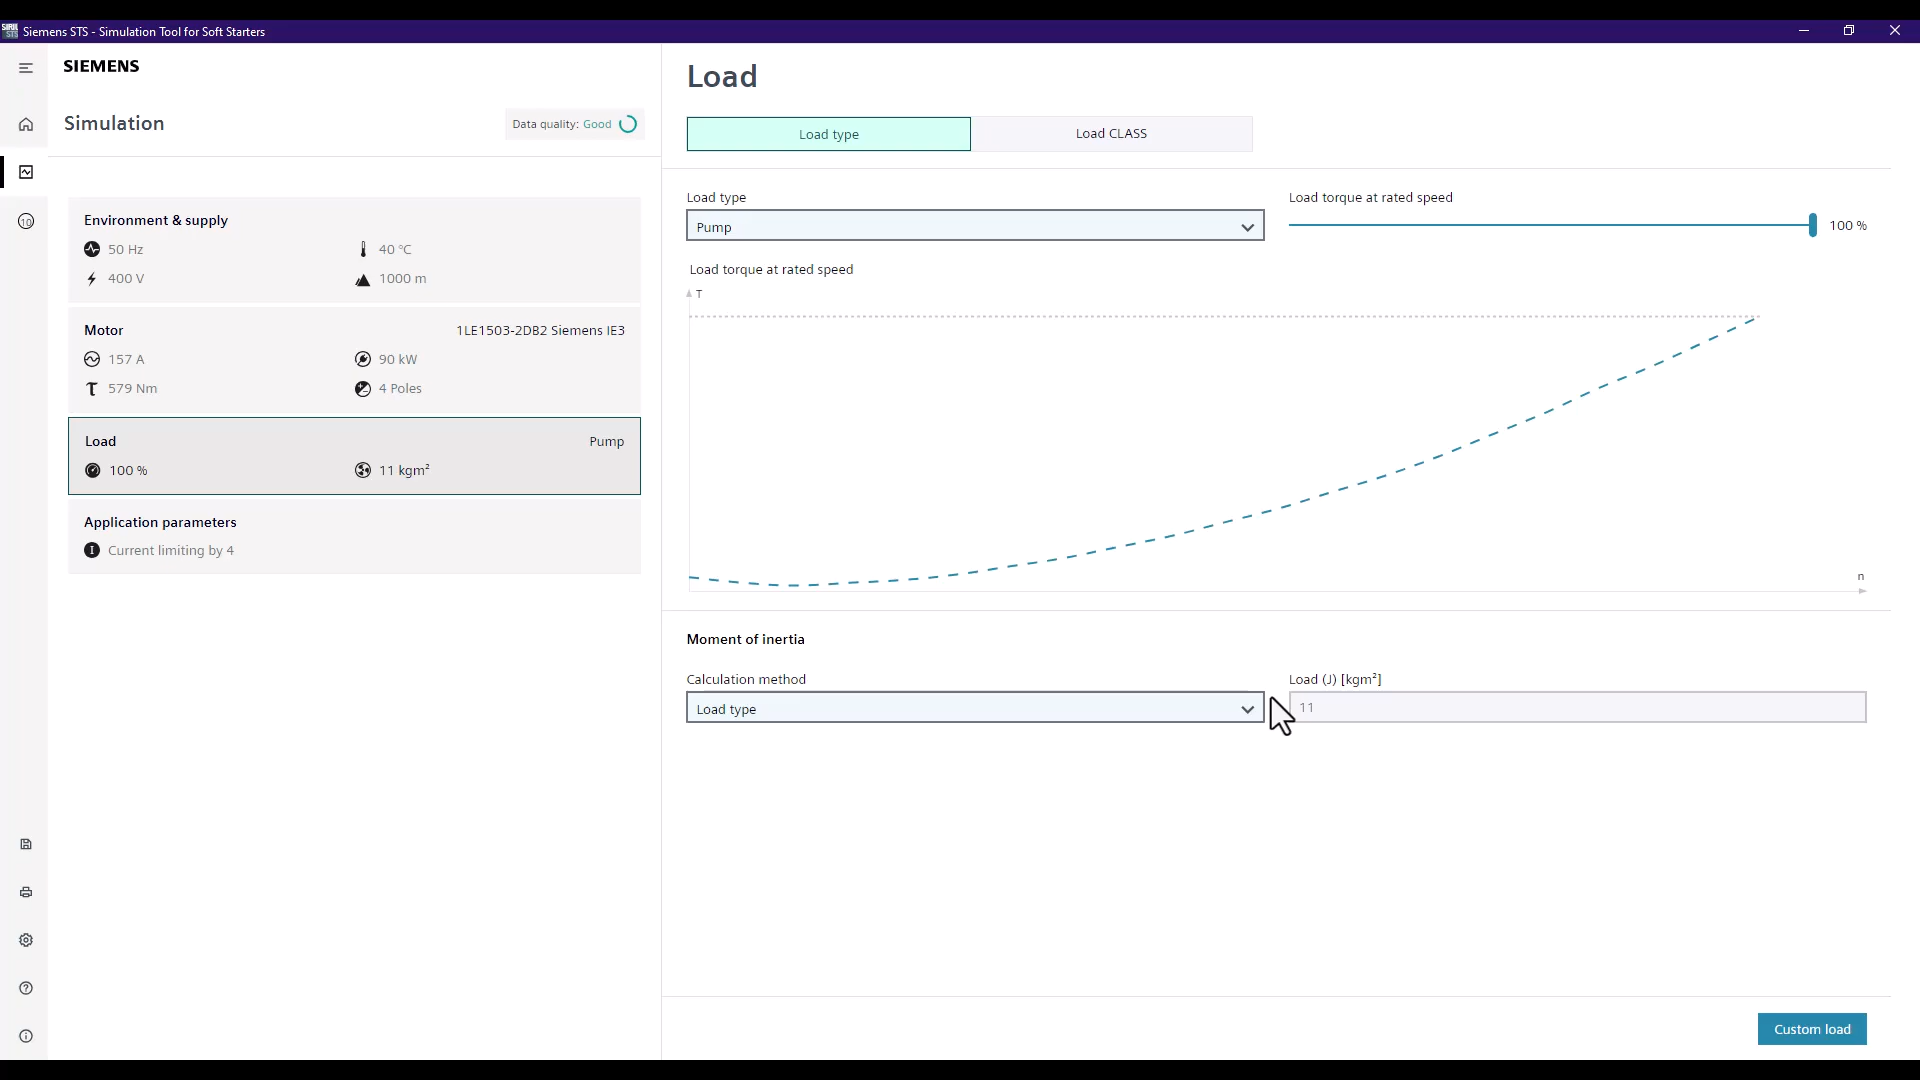 Siemens STS - Simulation Tool for Soft Starters
SIEMENS
Simulation
Data quality: Good
Environment & supply
50 Hz
40 °C
400 V
1000 m
Motor
1LE1503-2DB2 Siemens IE3
157 A
90 kW
579 Nm
4 Poles
Load
Pump
100 %
11 kgm²
Application parameters
Current limiting by 4
Load
Load type
Load CLASS
Load type
Load torque at rated speed
Pump
100 %
Load torque at rated speed
T
n
Moment of inertia
Calculation method
Load (J) [kgm²]
Load type
11
Custom load